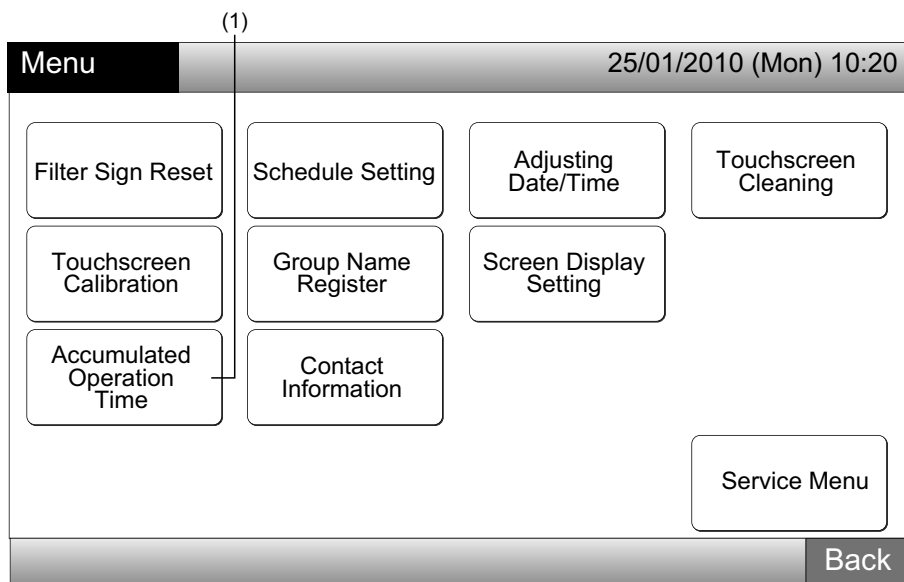 (1)
Menu
25/01/2010 (Mon) 10:20
Filter Sign Reset
Schedule Setting
Adjusting
Date/Time
Touchscreen
Cleaning
Touchscreen
Calibration
Group Name
Register
Screen Display
Setting
Accumulated
Operation
Time
Contact
Information
Service Menu
Back